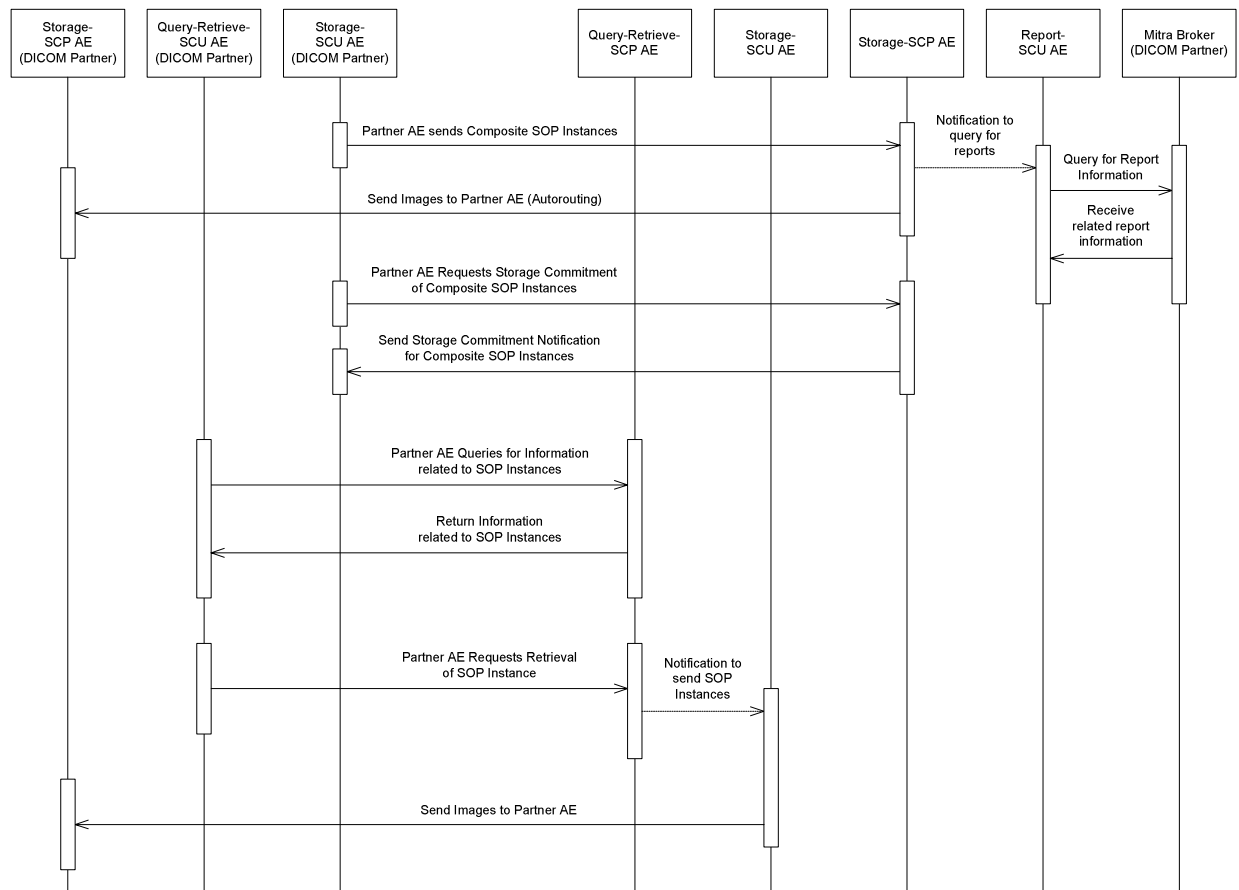 Storage-
SCP AE
(DICOM Partner)
Query-Retrieve-
SCU AE
(DICOM Partner)
Storage-
SCU AE
(DICOM Partner)
Query-Retrieve-
SCP AE
Storage-
SCU AE
Storage-SCP AE
Report-
SCU AE
Mitra Broker
(DICOM Partner)
Partner AE sends Composite SOP Instances
Notification to
query for
reports
Query for Report
Information
Send Images to Partner AE (Autorouting)
Receive
related report
information
Partner AE Requests Storage Commitment
of Composite SOP Instances
Send Storage Commitment Notification
for Composite SOP Instances
Partner AE Queries for Information
related to SOP Instances
Return Information
related to SOP Instances
Partner AE Requests Retrieval
of SOP Instance
Notification to
send SOP
Instances
Send Images to Partner AE